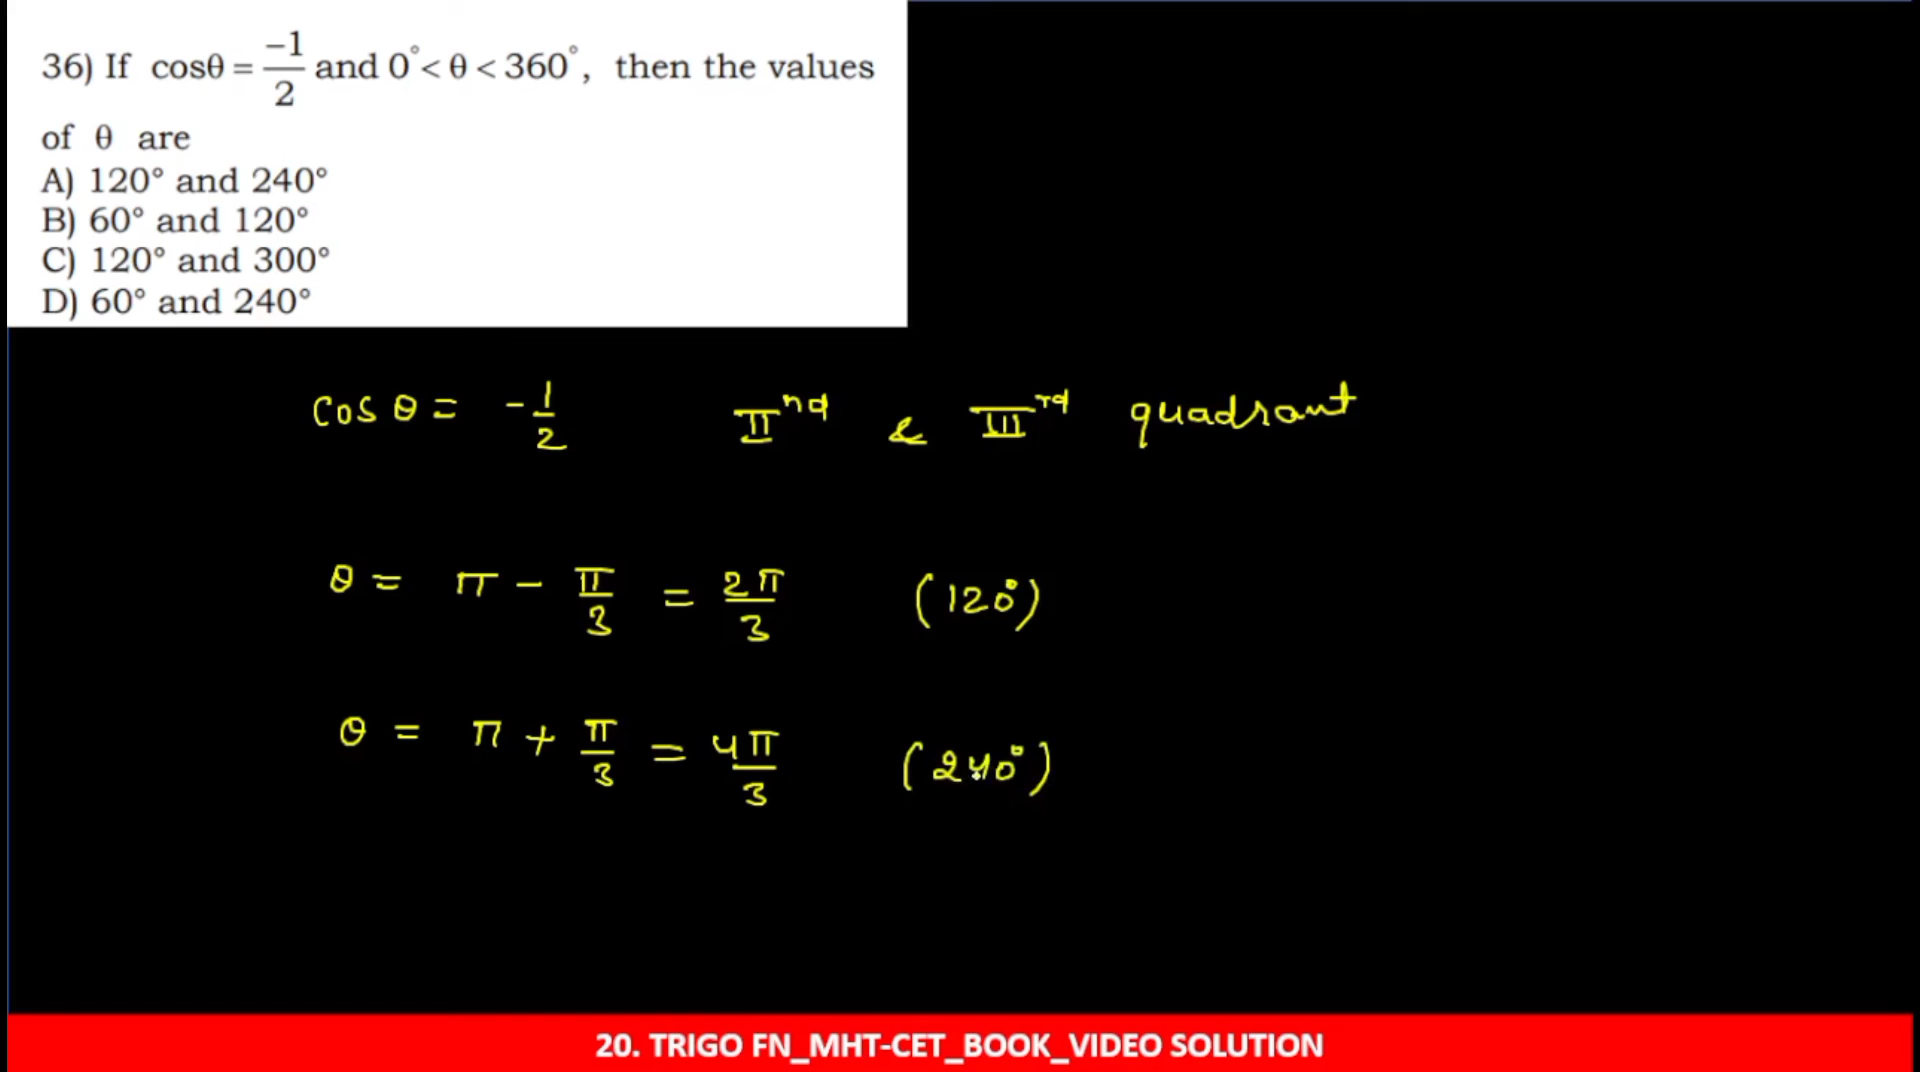 36) If cosθ = -1/2 and 0° < θ < 360°, then the values
of θ are
A) 120° and 240°
B) 60° and 120°
C) 120° and 300°
D) 60° and 240°
cos θ = -1/2 IInd & IIIrd quadrant
θ = π - π/3 = 2π/3 (120°)
θ = π + π/3 = 4π/3 (240°)
20. TRIGO FN_MHT-CET_BOOK_VIDEO SOLUTION